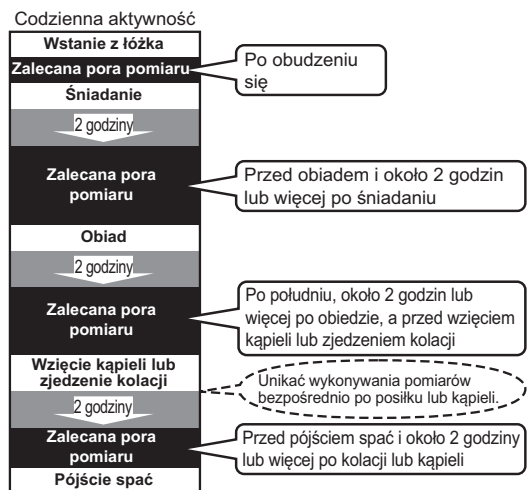 Codzienna aktywność
Wstanie z łóżka
Zalecana pora pomiaru
Po obudzeniu
się
Śniadanie
2 godziny
Zalecana pora
pomiaru
Przed obiadem i około 2 godzin
lub więcej po śniadaniu
Obiad
2 godziny
Zalecana pora
pomiaru
Po południu, około 2 godzin lub
więcej po obiedzie, a przed wzięciem
kąpieli lub zjedzeniem kolacji
Wzięcie kąpieli lub
zjedzenie kolacji
Unikać wykonywania pomiarów
bezpośrednio po posiłku lub kąpieli.
2 godziny
Zalecana pora
pomiaru
Przed pójściem spać i około 2 godziny
lub więcej po kolacji lub kąpieli
Pójście spać